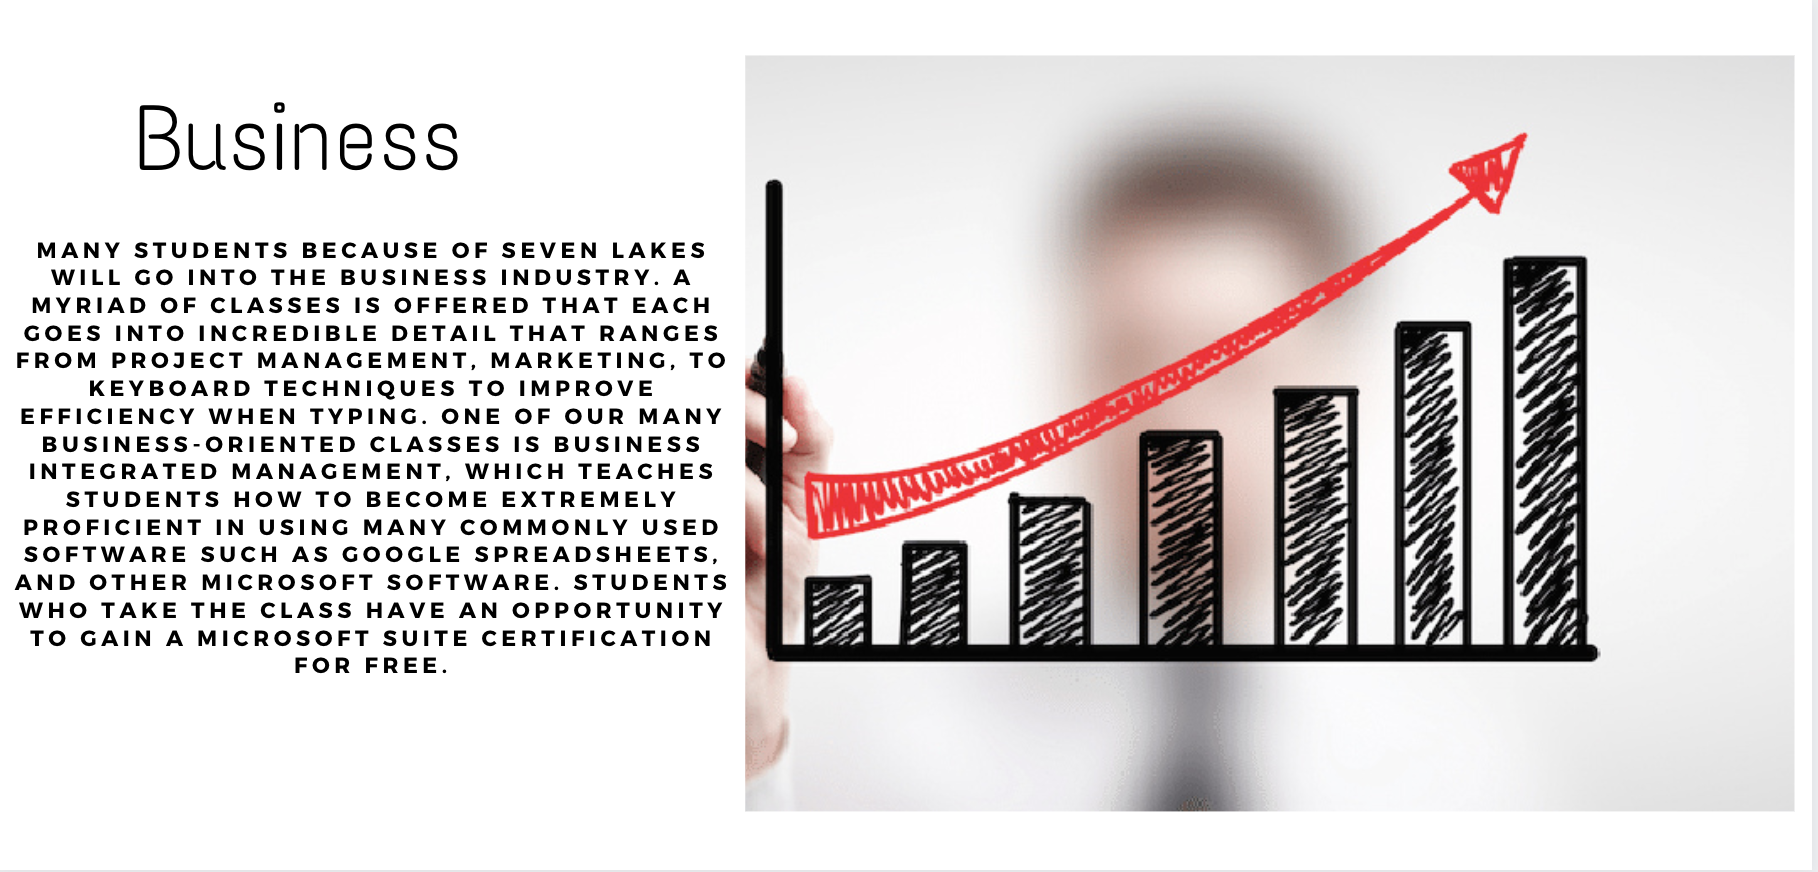 Business
MANY STUDENTS BECAUSE OF SEVEN LAKES
WILL GO INTO THE BUSINESS INDUSTRY. A
MYRIAD OF CLASSES IS OFFERED THAT EACH
GOES INTO INCREDIBLE DETAIL THAT RANGES
FROM PROJECT MANAGEMENT, MARKETING, TO
KEYBOARD TECHNIQUES TO IMPROVE
EFFICIENCY WHEN TYPING. ONE OF OUR MANY
BUSINESS-ORIENTED CLASSES IS BUSINESS
INTEGRATED MANAGEMENT, WHICH TEACHES
STUDENTS HOW TO BECOME EXTREMELY
PROFICIENT IN USING MANY COMMONLY USED
SOFTWARE SUCH AS GOOGLE SPREADSHEETS,
AND OTHER MICROSOFT SOFTWARE. STUDENTS
WHO TAKE THE CLASS HAVE AN OPPORTUNITY
TO GAIN A MICROSOFT SUITE CERTIFICATION
FOR FREE.